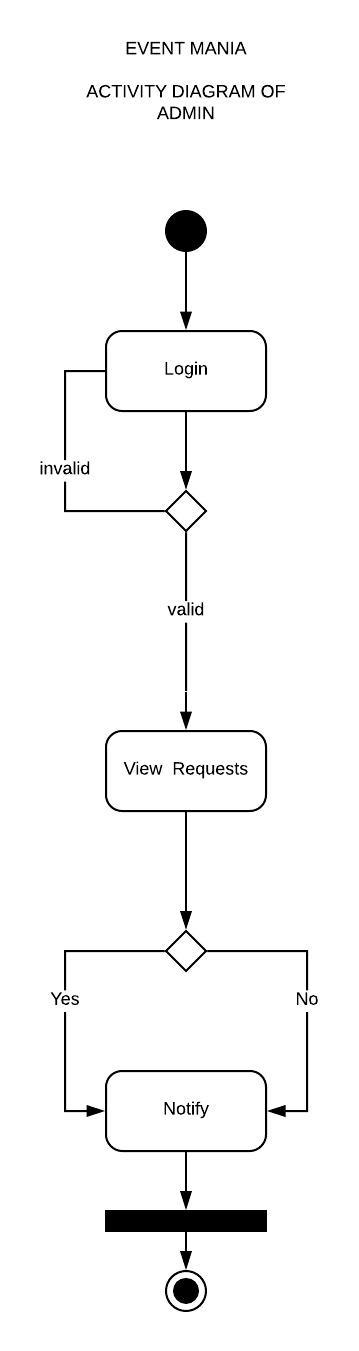 EVENT MANIA
ACTIVITY DIAGRAM OF
ADMIN
Login
invalid
valid
View Requests
Yes
No
Notify